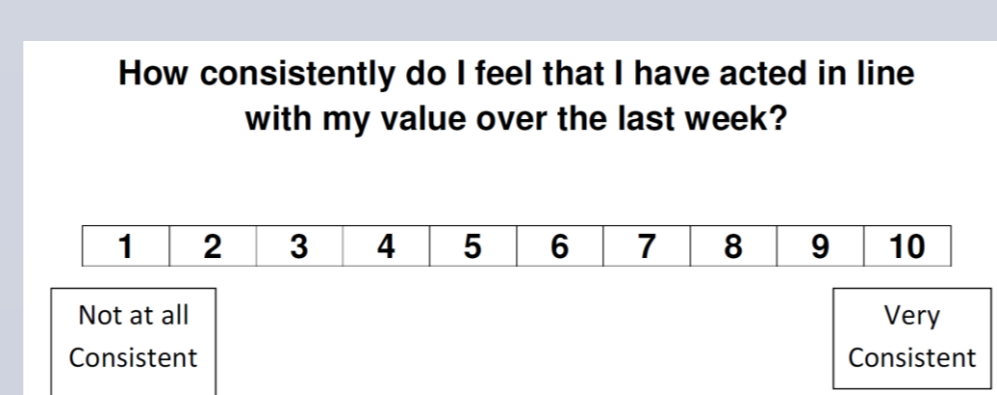 How consistently do I feel that I have acted in line
with my value over the last week?
1 2 3 4 5 6 7 8 9 10
Not at all
Consistent
Very
Consistent